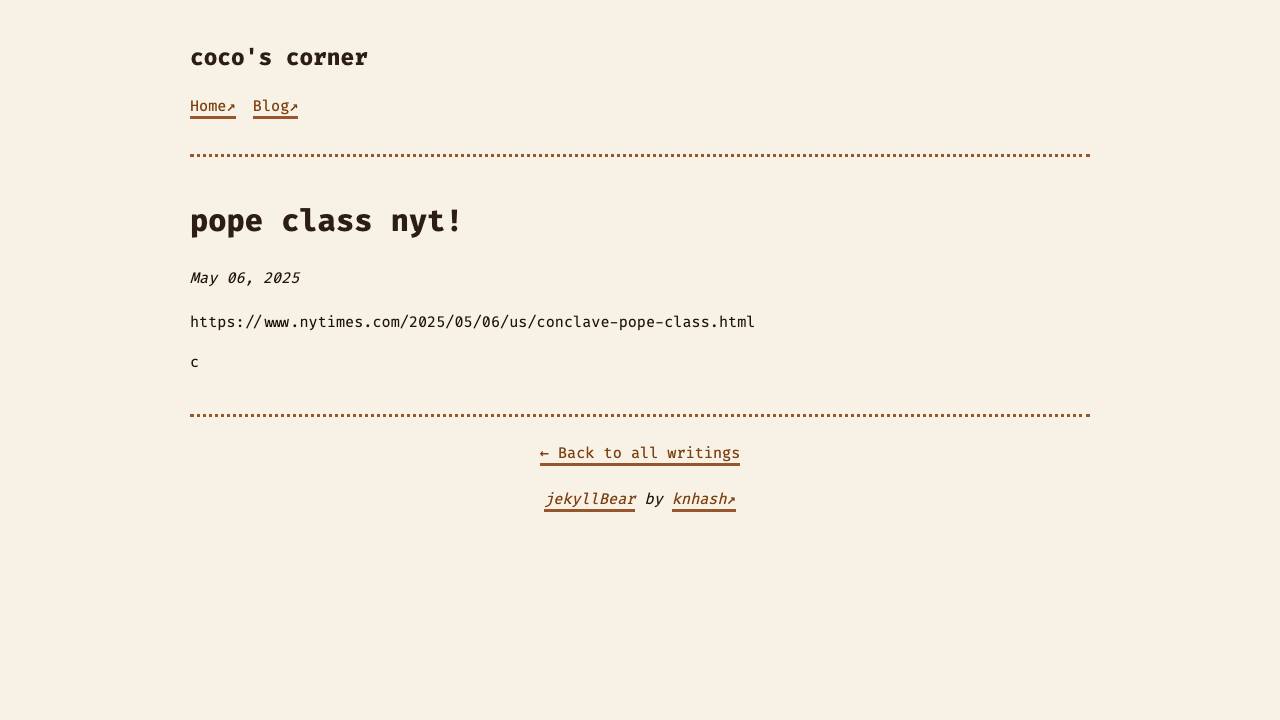 coco's corner
Home↗ Blog↗
pope class nyt!
May 06, 2025
https://www.nytimes.com/2025/05/06/us/conclave-pope-class.html
c
← Back to all writings
jekyllBear by knhash↗